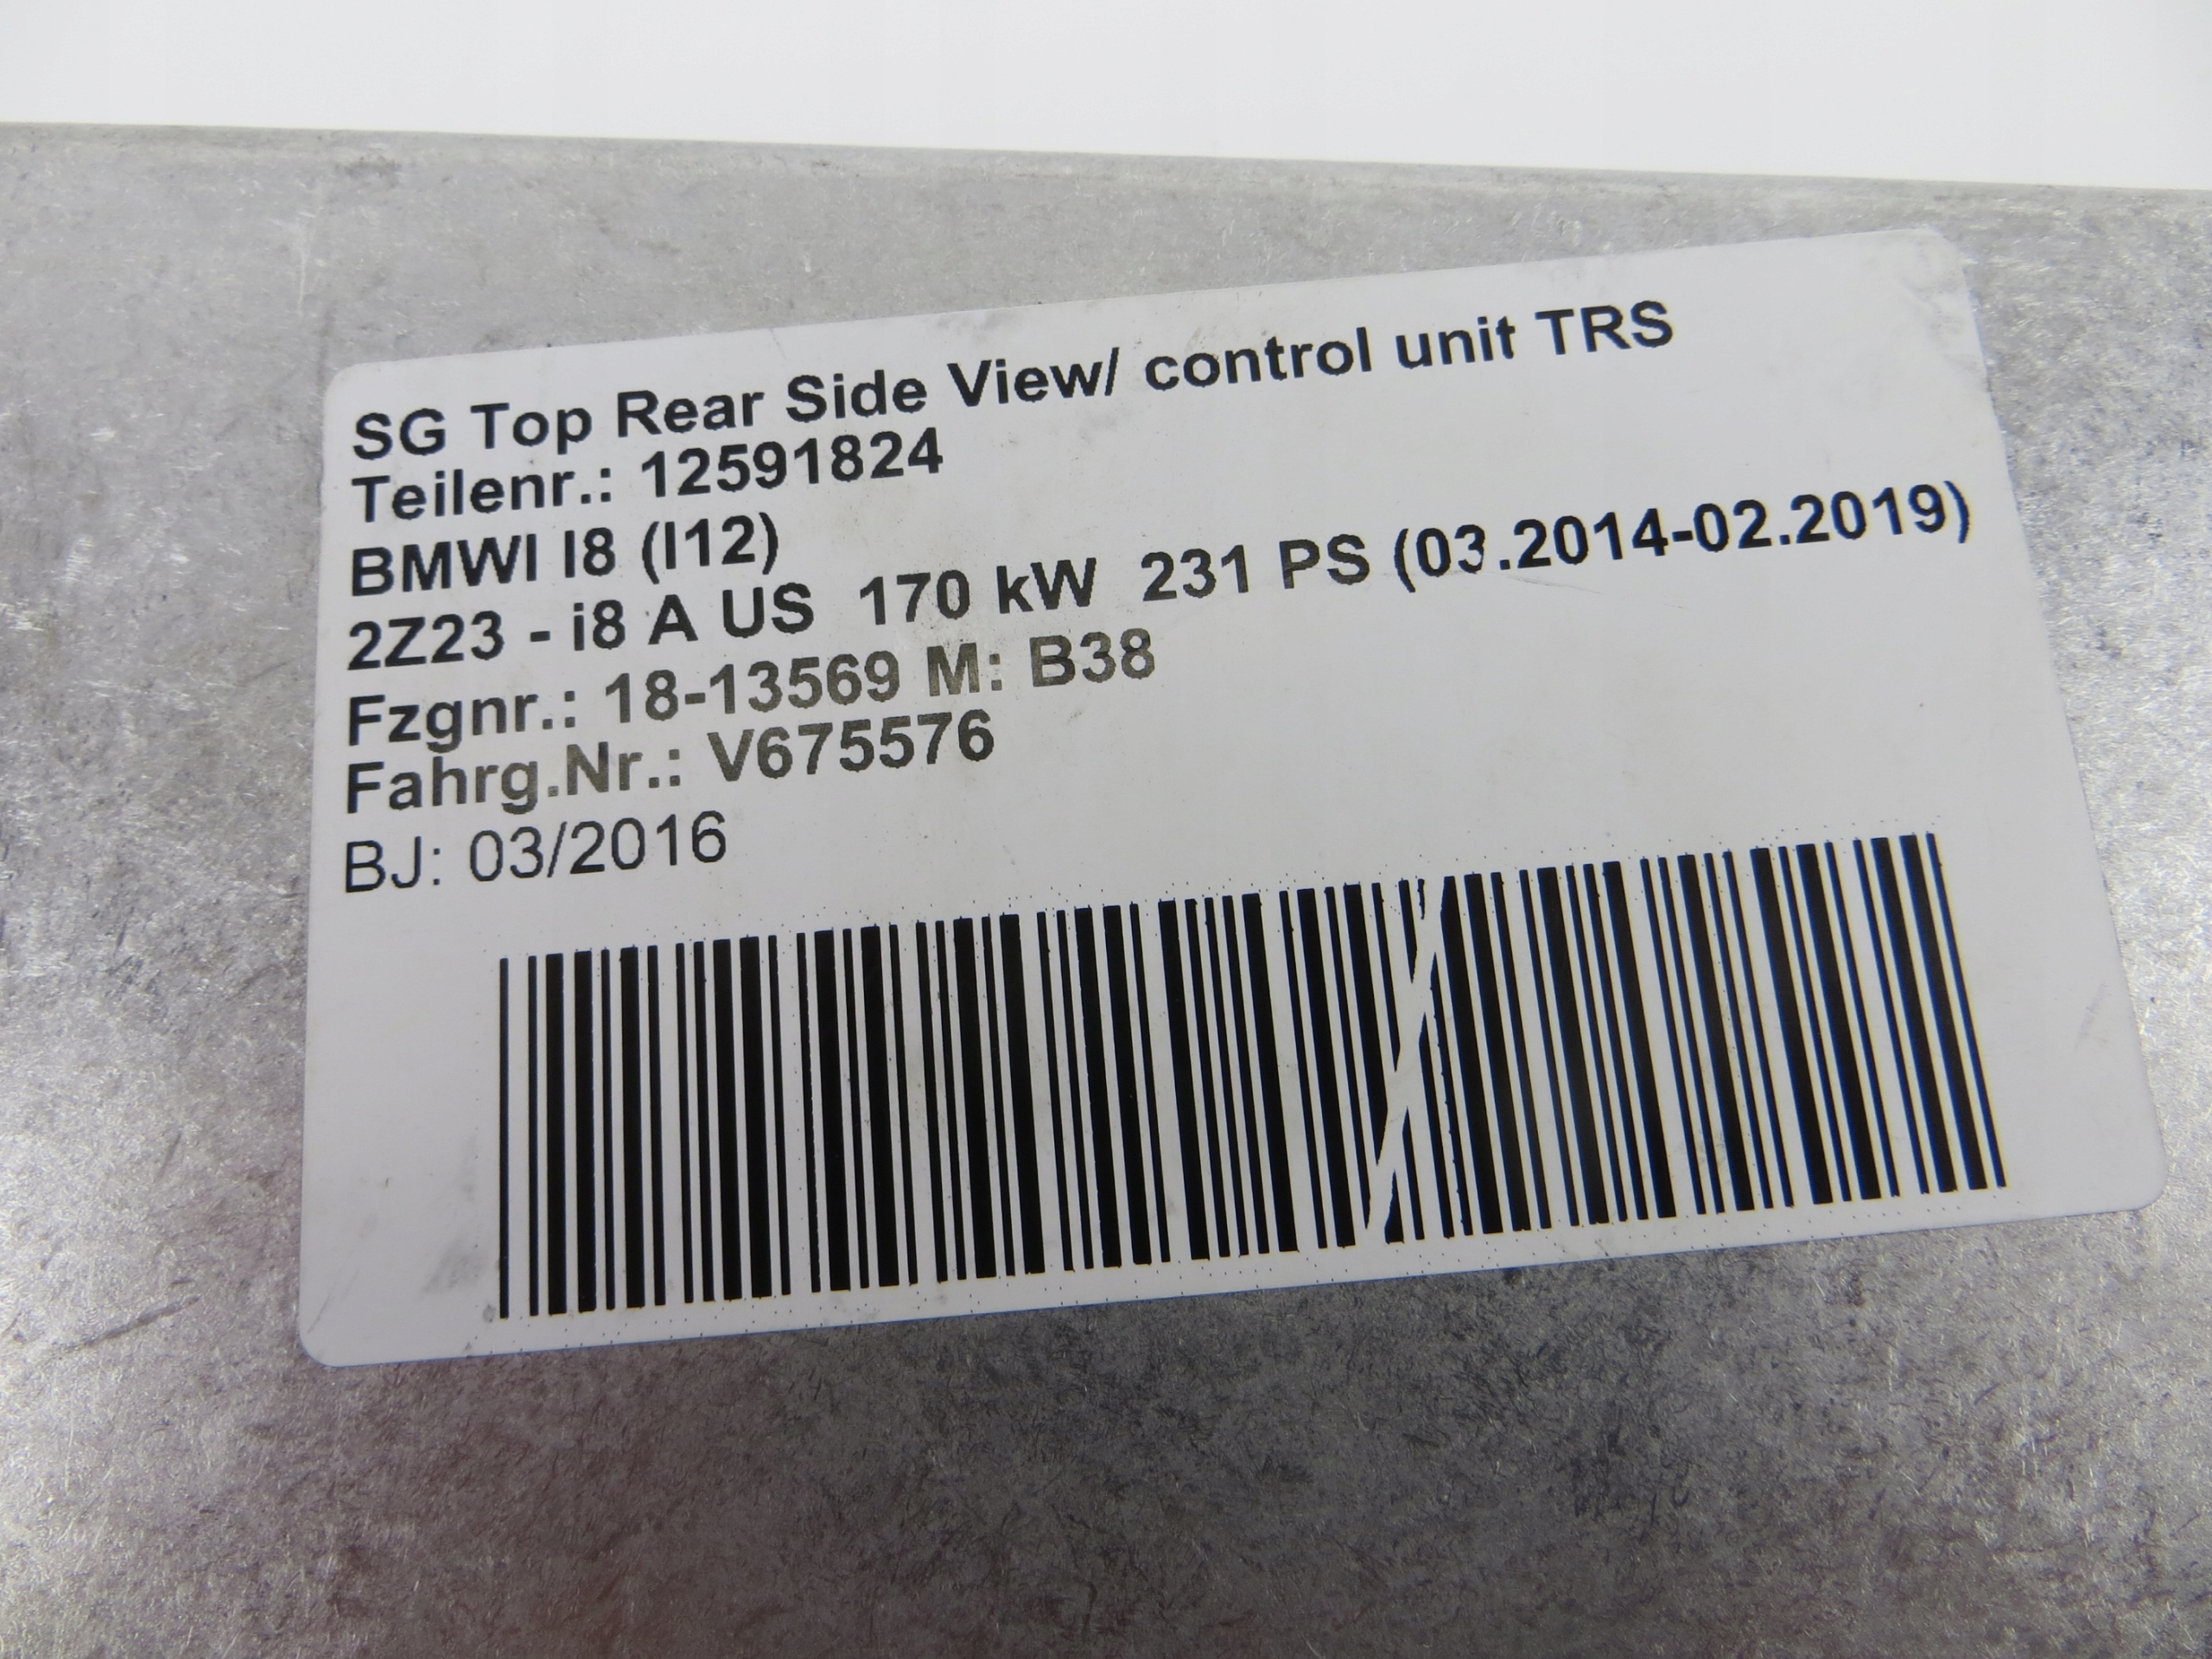 SG Top Rear Side View/ control unit TRS
Teilenr.: 12591824
BMWI I8 (I12)
2Z23 - i8 A US  170 kW  231 PS (03.2014-02.2019)
Fzgnr.: 18-13569 M: B38
Fahrg.Nr.: V675576
BJ: 03/2016